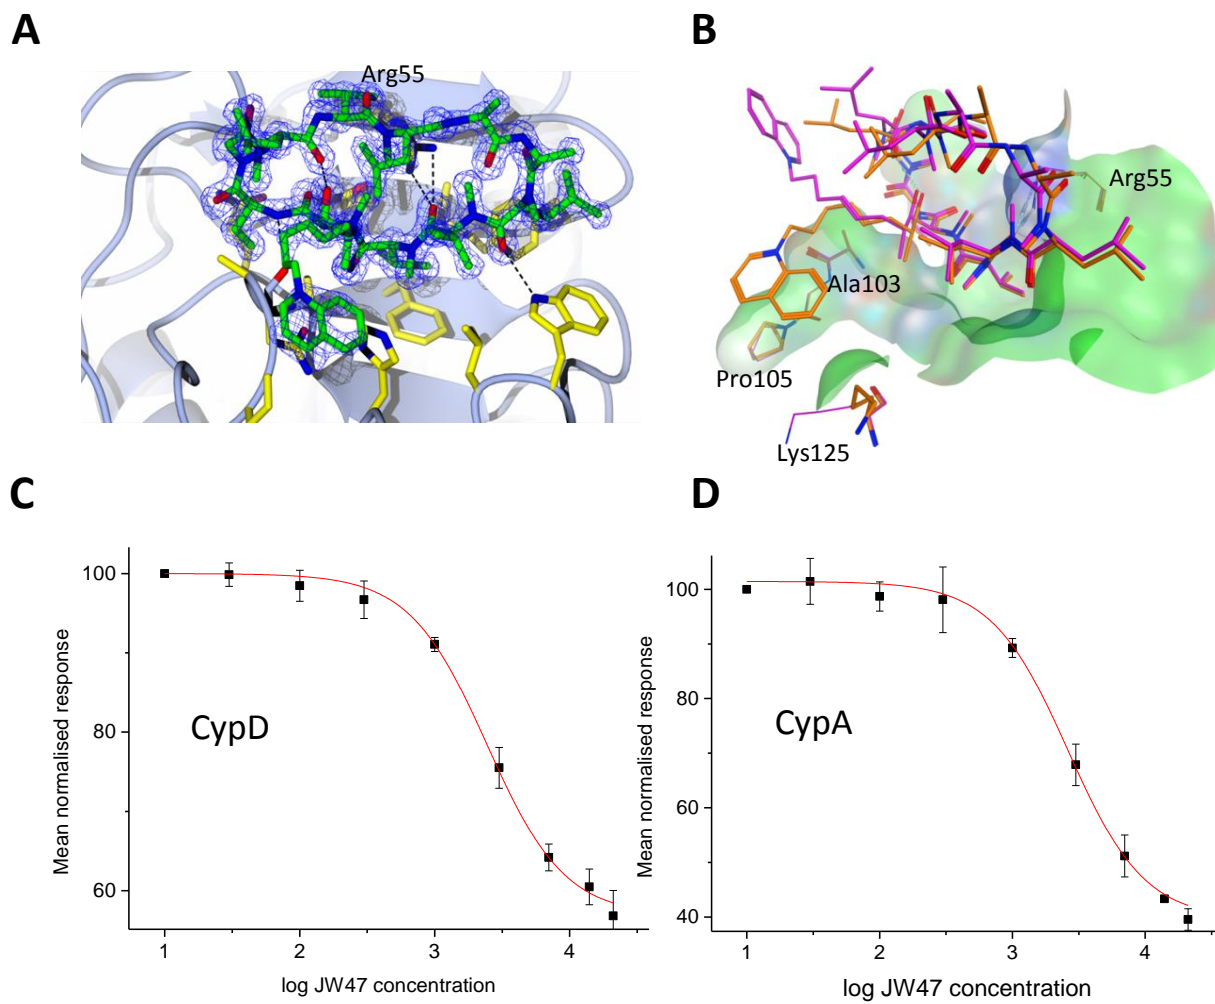 A
B
Arg55
Arg55
Ala103
Pro105
Lys125
C
D
100
80
60
Mean normalised response
CypD
1
2
3
4
log JW47 concentration
100
80
60
40
Mean normalised response
CypA
1
2
3
4
log JW47 concentration